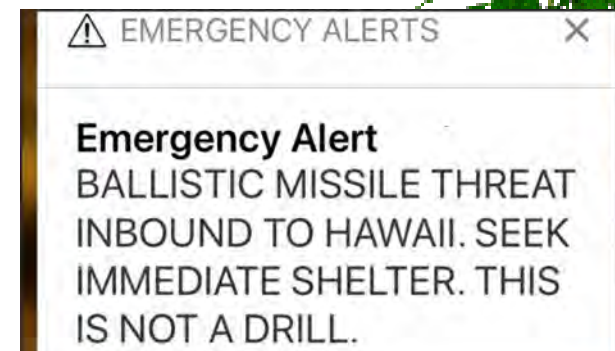 EMERGENCY ALERTS
Emergency Alert
BALLISTIC MISSILE THREAT
INBOUND TO HAWAII. SEEK
IMMEDIATE SHELTER. THIS
IS NOT A DRILL.